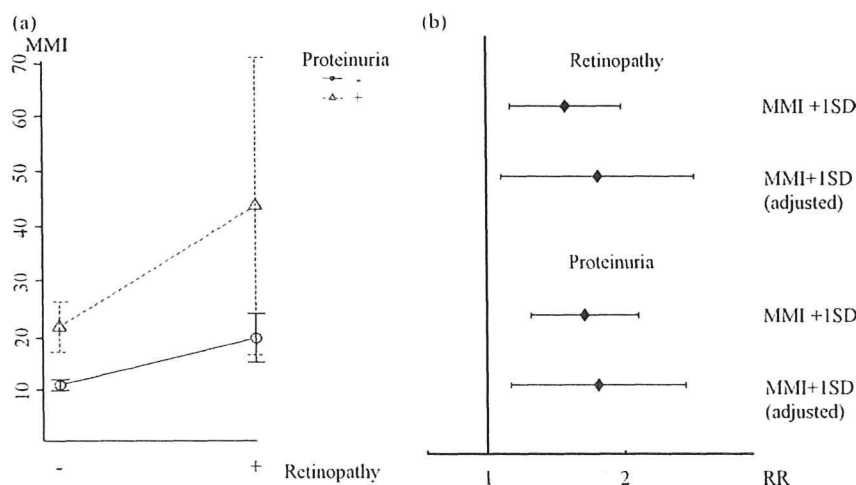 (a)
MMI
70
60
50
40
30
20
10
Proteinuria
-
+
- + Retinopathy
(b)
Retinopathy
MMI +1SD
MMI+1SD
(adjusted)
Proteinuria
MMI +1SD
MMI+1SD
(adjusted)
1 2 RR